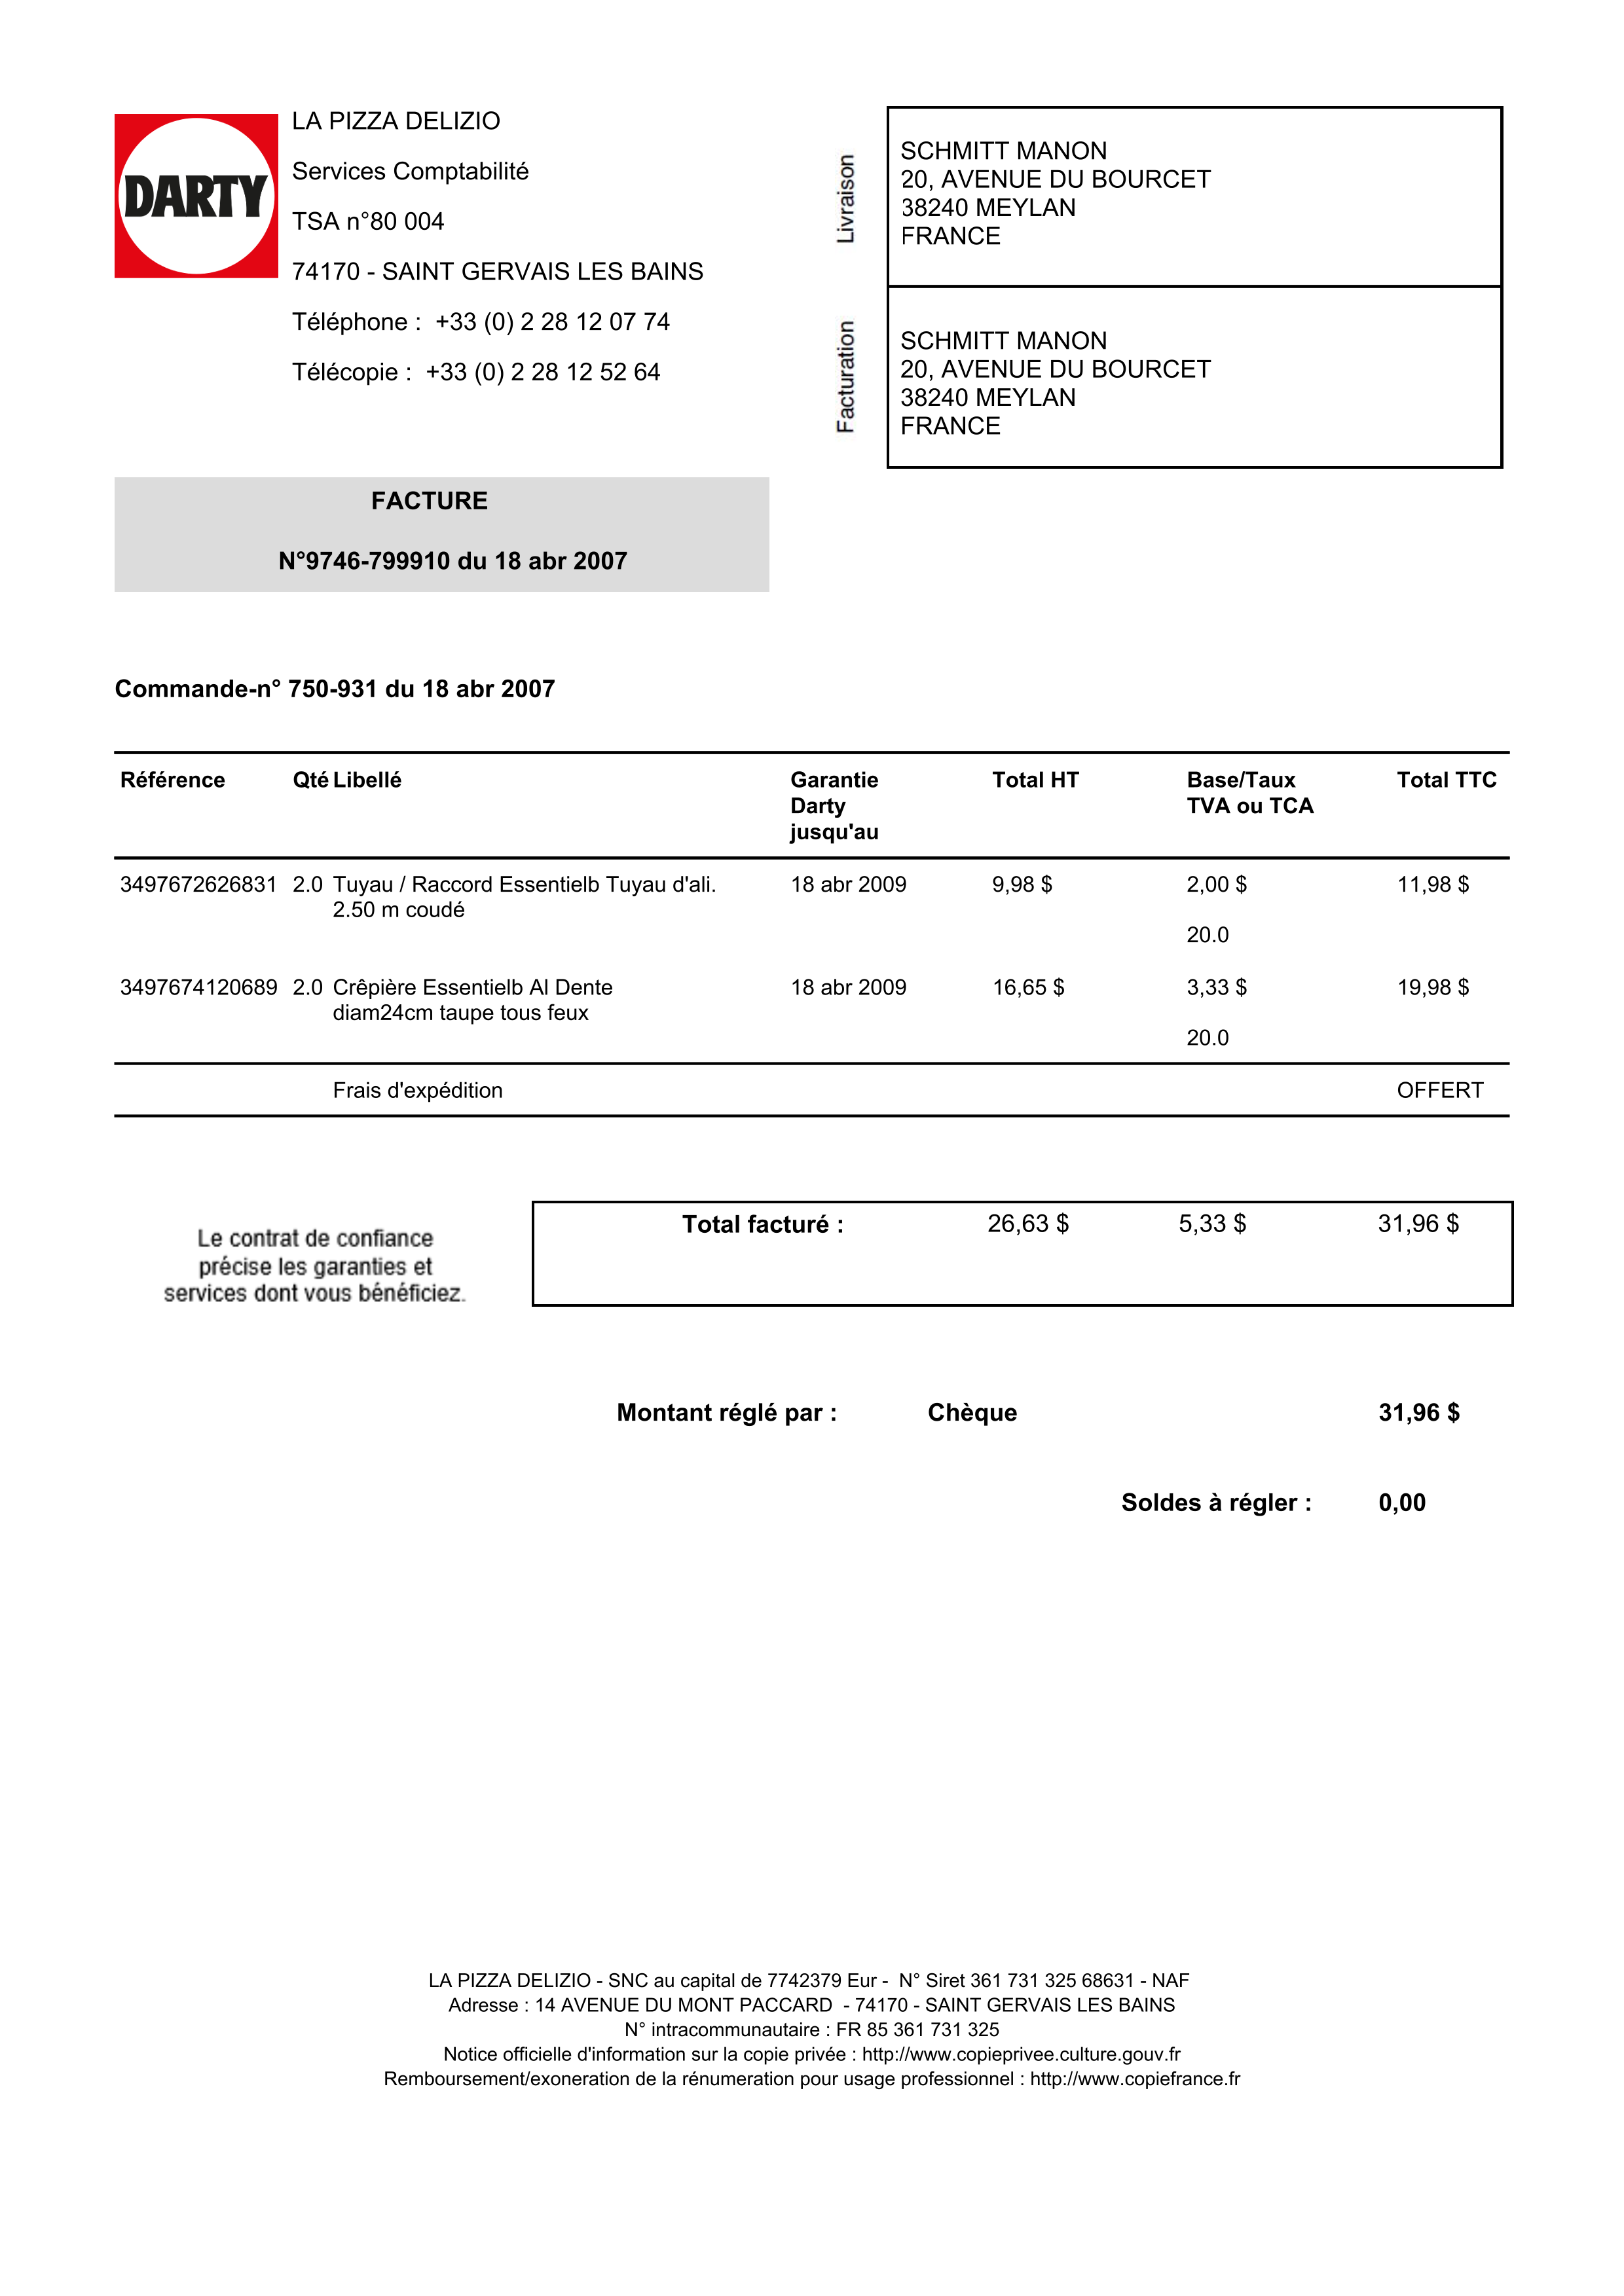 DARTY
LA PIZZA DELIZIO
Services Comptabilité
TSA n°80 004
74170 - SAINT GERVAIS LES BAINS
Téléphone : +33 (0) 2 28 12 07 74
Télécopie : +33 (0) 2 28 12 52 64
Livraison
SCHMITT MANON
20, AVENUE DU BOURCET
38240 MEYLAN
FRANCE
Facturation
SCHMITT MANON
20, AVENUE DU BOURCET
38240 MEYLAN
FRANCE
FACTURE
N°9746-799910 du 18 abr 2007
Commande-n° 750-931 du 18 abr 2007
Référence Qté Libellé Garantie Total HT Base/Taux Total TTC
Darty TVA ou TCA
jusqu'au
3497672626831 2.0 Tuyau / Raccord Essentielb Tuyau d'ali. 18 abr 2009 9,98 $ 2,00 $ 11,98 $
2.50 m coudé
20.0
3497674120689 2.0 Crêpière Essentielb Al Dente 18 abr 2009 16,65 $ 3,33 $ 19,98 $
diam24cm taupe tous feux
20.0
Frais d'expédition OFFERT
Le contrat de confiance
précise les garanties et
services dont vous bénéficiez.
Total facturé : 26,63 $ 5,33 $ 31,96 $
Montant réglé par : Chèque 31,96 $
Soldes à régler : 0,00
LA PIZZA DELIZIO - SNC au capital de 7742379 Eur - N° Siret 361 731 325 68631 - NAF
Adresse : 14 AVENUE DU MONT PACCARD - 74170 - SAINT GERVAIS LES BAINS
N° intracommunautaire : FR 85 361 731 325
Notice officielle d'information sur la copie privée : http://www.copieprivee.culture.gouv.fr
Remboursement/exoneration de la rénumeration pour usage professionnel : http://www.copiefrance.fr